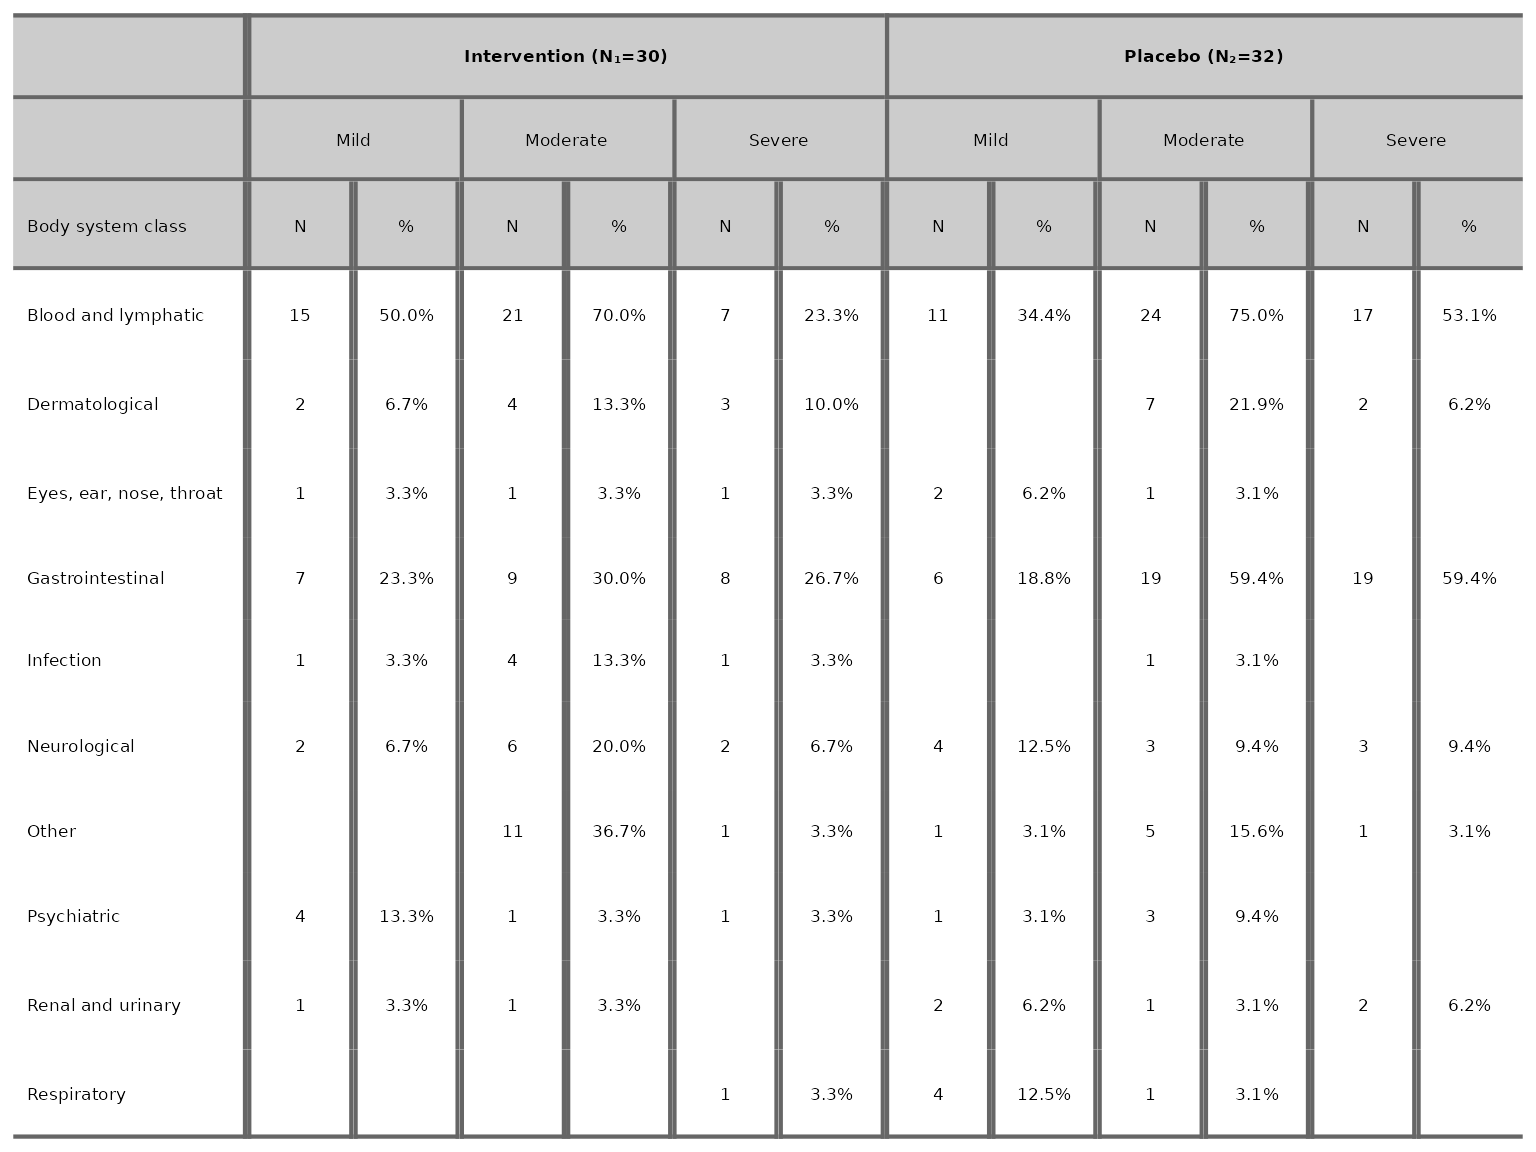 Intervention (N₁=30) Placebo (N₂=32)
Mild Moderate Severe Mild Moderate Severe
Body system class N % N % N % N % N % N %
Blood and lymphatic 15 50.0% 21 70.0% 7 23.3% 11 34.4% 24 75.0% 17 53.1%
Dermatological 2 6.7% 4 13.3% 3 10.0% 7 21.9% 2 6.2%
Eyes, ear, nose, throat 1 3.3% 1 3.3% 1 3.3% 2 6.2% 1 3.1%
Gastrointestinal 7 23.3% 9 30.0% 8 26.7% 6 18.8% 19 59.4% 19 59.4%
Infection 1 3.3% 4 13.3% 1 3.3% 1 3.1%
Neurological 2 6.7% 6 20.0% 2 6.7% 4 12.5% 3 9.4% 3 9.4%
Other 11 36.7% 1 3.3% 1 3.1% 5 15.6% 1 3.1%
Psychiatric 4 13.3% 1 3.3% 1 3.3% 1 3.1% 3 9.4%
Renal and urinary 1 3.3% 1 3.3% 2 6.2% 1 3.1% 2 6.2%
Respiratory 1 3.3% 4 12.5% 1 3.1%